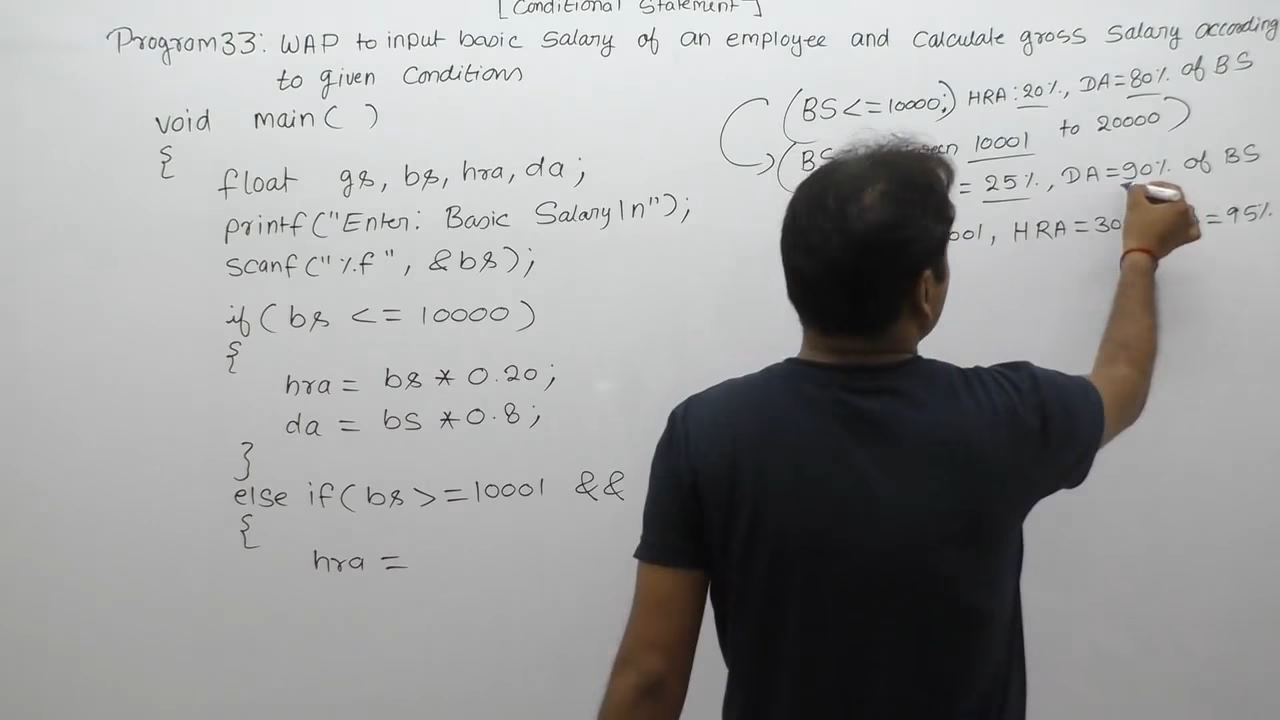 [Conditional Statement]
Program33: WAP to input basic salary of an employee and calculate gross salary according
to given conditions
(BS<=10000;) HRA:20%, DA=80% of BS
(BS 10001 to 20000)
= 25%, DA=90% of BS
001, HRA=30 =95%
void main( )
{
float gs, bs, hra, da;
printf("Enter: Basic Salary\n");
scanf("%f", &bs);
if(bs <= 10000)
{
hra = bs * 0.20;
da = bs * 0.8;
}
else if(bs>=10001 &&
{
hra =